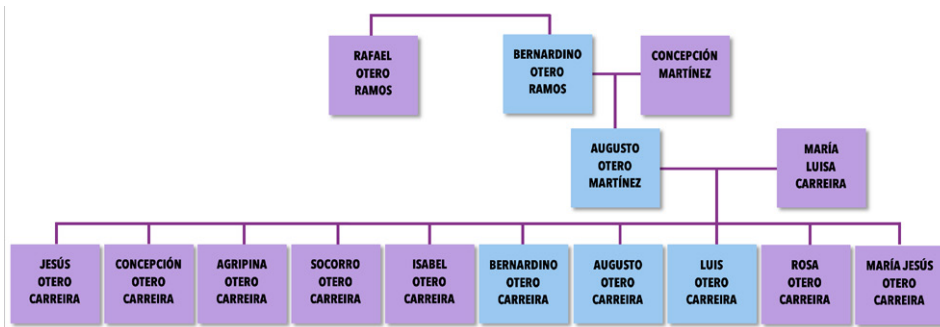 RAFAEL
OTERO
RAMOS
BERNARDINO
OTERO
RAMOS
CONCEPCIÓN
MARTÍNEZ
AUGUSTO
OTERO
MARTÍNEZ
MARÍA
LUISA
CARREIRA
JESÚS
OTERO
CARREIRA
CONCEPCIÓN
OTERO
CARREIRA
AGRIPINA
OTERO
CARREIRA
SOCORRO
OTERO
CARREIRA
ISABEL
OTERO
CARREIRA
BERNARDINO
OTERO
CARREIRA
AUGUSTO
OTERO
CARREIRA
LUIS
OTERO
CARREIRA
ROSA
OTERO
CARREIRA
MARÍA JESÚS
OTERO
CARREIRA